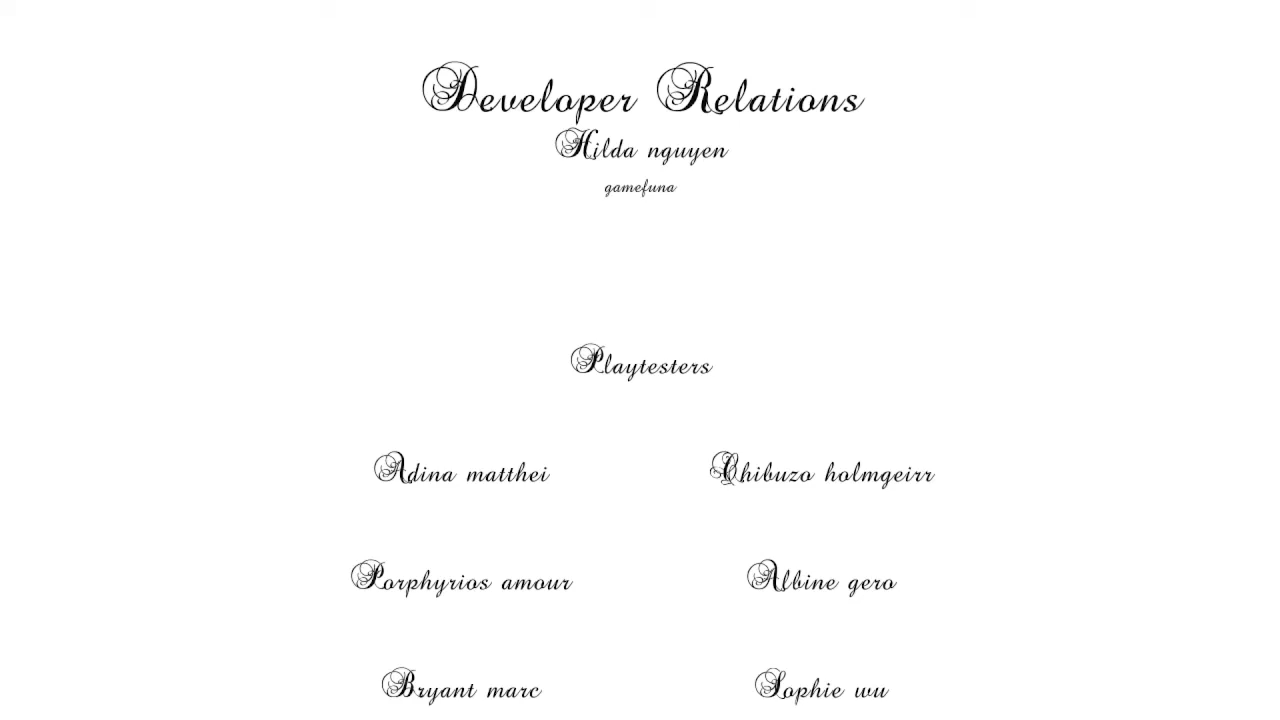 Developer Relations
Hilda nguyen
gamefuna
Playtesters
Adina matthei
Chibuzo holmgeirr
Porphyrios amour
Albine gero
Bryant marc
Sophie wu